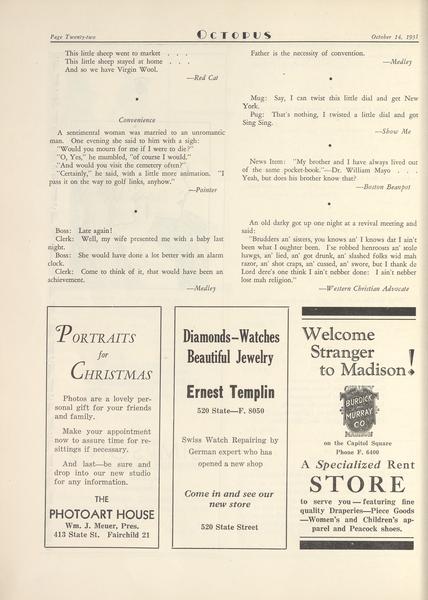 Page Twenty-two
OCTOPUS
October 14, 1931
This little sheep went to market . . .
This little sheep stayed at home . . .
And so we have Virgin Wool.
—Red Cat
*
Convenience
A sentimental woman was married to an unromantic
man. One evening she said to him with a sigh:
"Would you mourn for me if I were to die?"
"O, Yes," he mumbled, "of course I would."
"And would you visit the cemetery often?"
"Certainly," he said, with a little more animation. "I
pass it on the way to golf links, anyhow."
—Pointer
*
Boss: Late again!
Clerk: Well, my wife presented me with a baby last
night.
Boss: She would have done a lot better with an alarm
clock.
Clerk: Come to think of it, that would have been an
achievement.
—Medley
Father is the necessity of convention.
—Medley
*
Mug: Say, I can twist this little dial and get New
York.
Pug: That's nothing, I twisted a little dial and got
Sing Sing.
—Show Me
*
News Item: "My brother and I have always lived out
of the same pocket-book."—Dr. William Mayo . . .
Yeah, but does his brother know that?
—Boston Beanpot
*
An old darky got up one night at a revival meeting and
said:
"Brudders an' sisters, you knows an' I knows dat I ain't
been what I oughter been. I'se robbed henroosts an' stole
hawgs, an' lied, an' got drunk, an' slashed folks wid mah
razor, an' shot craps, an' cussed, an' swore, but I thank de
Lord dere's one think I ain't nebber done: I ain't nebber
lost mah religion."
—Western Christian Advocate
PORTRAITS
for
CHRISTMAS
Photos are a lovely per-
sonal gift for your friends
and family.
Make your appointment
now to assure time for re-
sittings if necessary.
And last—be sure and
drop into our new studio
for any information.
THE
PHOTOART HOUSE
Wm. J. Meuer, Pres.
413 State St. Fairchild 21
Diamonds–Watches
Beautiful Jewelry
Ernest Templin
520 State—F. 8050
Swiss Watch Repairing by
German expert who has
opened a new shop
Come in and see our
new store
520 State Street
Welcome
Stranger
to Madison!
BURDICK
&
MURRAY
CO.
on the Capitol Square
Phone F. 6400
A Specialized Rent
STORE
to serve you—featuring fine
quality Draperies—Piece Goods
—Women's and Children's ap-
parel and Peacock shoes.